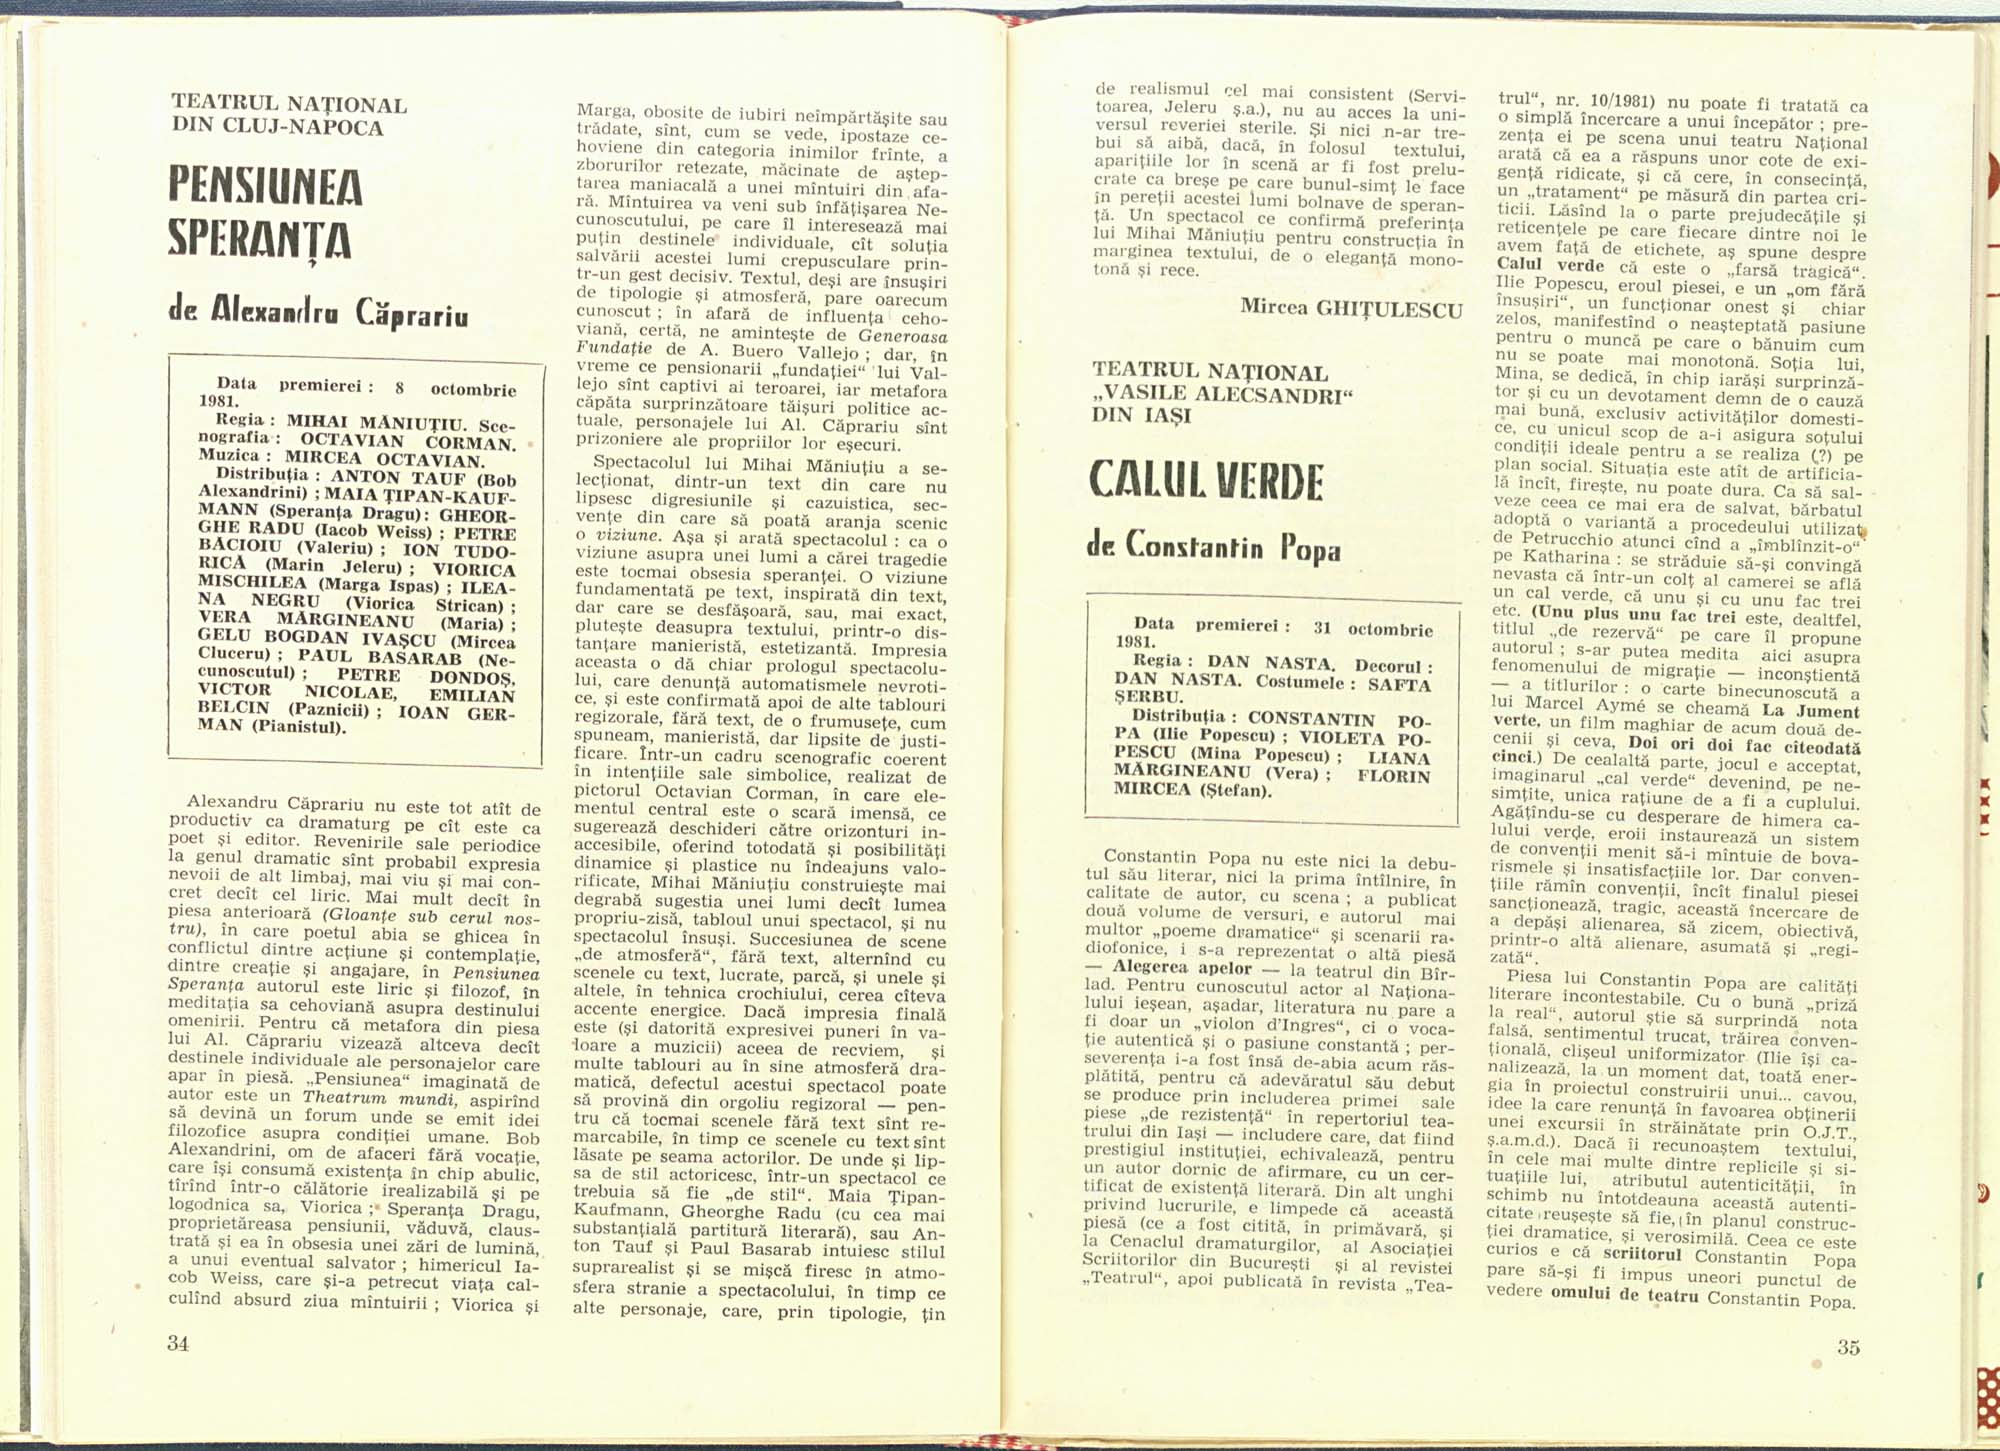 TEATRUL NAȚIONAL
DIN CLUJ-NAPOCA
PENSIUNEA
SPERANȚA
de Alexandru Căprariu
Data premierei : 8 octombrie
1981.
Regia : MIHAI MĂNIUȚIU. Sce-
nografia : OCTAVIAN CORMAN.
Muzica : MIRCEA OCTAVIAN.
Distribuția : ANTON TAUF (Bob
Alexandrini) ; MAIA ȚIPAN-KAUF-
MANN (Speranța Dragu): GHEOR-
GHE RADU (Iacob Weiss) ; PETRE
BĂCIOIU (Valeriu) ; ION TUDO-
RICĂ (Marin Jeleru) ; VIORICA
MISCHILEA (Marga Ispas) ; ILEA-
NA NEGRU (Viorica Strican) ;
VERA MĂRGINEANU (Maria) ;
GELU BOGDAN IVAȘCU (Mircea
Cluceru) ; PAUL BASARAB (Ne-
cunoscutul) ; PETRE DONDOȘ,
VICTOR NICOLAE, EMILIAN
BELCIN (Paznicii) ; IOAN GER-
MAN (Pianistul).
Alexandru Căprariu nu este tot atît de
productiv ca dramaturg pe cît este ca
poet și editor. Revenirile sale periodice
la genul dramatic sînt probabil expresia
nevoii de alt limbaj, mai viu și mai con-
cret decît cel liric. Mai mult decît în
piesa anterioară (Gloanțe sub cerul nos-
tru), în care poetul abia se ghicea în
conflictul dintre acțiune și contemplație,
dintre creație și angajare, în Pensiunea
Speranța autorul este liric și filozof, în
meditația sa cehoviană asupra destinului
omenirii. Pentru că metafora din piesa
lui Al. Căprariu vizează altceva decît
destinele individuale ale personajelor care
apar în piesă. „Pensiunea“ imaginată de
autor este un Theatrum mundi, aspirînd
să devină un forum unde se emit idei
filozofice asupra condiției umane. Bob
Alexandrini, om de afaceri fără vocație,
care își consumă existența în chip abulic,
tîrînd într-o călătorie irealizabilă și pe
logodnica sa, Viorica ; Speranța Dragu,
proprietăreasa pensiunii, văduvă, claus-
trată și ea în obsesia unei zări de lumină,
a unui eventual salvator ; himericul Ia-
cob Weiss, care și-a petrecut viața cal-
culînd absurd ziua mîntuirii ; Viorica și
34
Marga, obosite de iubiri neîmpărtășite sau
trădate, sînt, cum se vede, ipostaze ce-
hoviene din categoria inimilor frînte, a
zborurilor retezate, măcinate de aștep-
tarea maniacală a unei mîntuiri din afa-
ră. Mîntuirea va veni sub înfățișarea Ne-
cunoscutului, pe care îl interesează mai
puțin destinele individuale, cît soluția
salvării acestei lumi crepusculare prin-
tr-un gest decisiv. Textul, deși are însușiri
de tipologie și atmosferă, pare oarecum
cunoscut ; în afară de influența ceho-
viană, certă, ne amintește de Generoasa
Fundație de A. Buero Vallejo ; dar, în
vreme ce pensionarii „fundației“ lui Val-
lejo sînt captivi ai teroarei, iar metafora
căpăta surprinzătoare tăișuri politice ac-
tuale, personajele lui Al. Căprariu sînt
prizoniere ale propriilor lor eșecuri.
Spectacolul lui Mihai Măniuțiu a se-
lecționat, dintr-un text din care nu
lipsesc digresiunile și cazuistica, sec-
vențe din care să poată aranja scenic
o viziune. Așa și arată spectacolul : ca o
viziune asupra unei lumi a cărei tragedie
este tocmai obsesia speranței. O viziune
fundamentată pe text, inspirată din text,
dar care se desfășoară, sau, mai exact,
plutește deasupra textului, printr-o dis-
tanțare manieristă, estetizantă. Impresia
aceasta o dă chiar prologul spectacolu-
lui, care denunță automatismele nevroti-
ce, și este confirmată apoi de alte tablouri
regizorale, fără text, de o frumusețe, cum
spuneam, manieristă, dar lipsite de justi-
ficare. Într-un cadru scenografic coerent
în intențiile sale simbolice, realizat de
pictorul Octavian Corman, în care ele-
mentul central este o scară imensă, ce
sugerează deschideri către orizonturi in-
accesibile, oferind totodată și posibilități
dinamice și plastice nu îndeajuns valo-
rificate, Mihai Măniuțiu construiește mai
degrabă sugestia unei lumi decît lumea
propriu-zisă, tabloul unui spectacol, și nu
spectacolul însuși. Succesiunea de scene
„de atmosferă“, fără text, alternînd cu
scenele cu text, lucrate, parcă, și unele și
altele, în tehnica crochiului, cerea cîteva
accente energice. Dacă impresia finală
este (și datorită expresivei puneri în va-
loare a muzicii) aceea de recviem, și
multe tablouri au în sine atmosferă dra-
matică, defectul acestui spectacol poate
să provină din orgoliu regizoral — pen-
tru că tocmai scenele fără text sînt re-
marcabile, în timp ce scenele cu text sînt
lăsate pe seama actorilor. De unde și lip-
sa de stil actoricesc, într-un spectacol ce
trebuia să fie „de stil“. Maia Țipan-
Kaufmann, Gheorghe Radu (cu cea mai
substanțială partitură literară), sau An-
ton Tauf și Paul Basarab intuiesc stilul
suprarealist și se mișcă firesc în atmo-
sfera stranie a spectacolului, în timp ce
alte personaje, care, prin tipologie, țin
de realismul cel mai consistent (Servi-
toarea, Jeleru ș.a.), nu au acces la uni-
versul reveriei sterile. Și nici n-ar tre-
bui să aibă, dacă, în folosul textului,
aparițiile lor în scenă ar fi fost prelu-
crate ca breșe pe care bunul-simț le face
în pereții acestei lumi bolnave de speran-
ță. Un spectacol ce confirmă preferința
lui Mihai Măniuțiu pentru construcția în
marginea textului, de o eleganță mono-
tonă și rece.
Mircea GHIȚULESCU
TEATRUL NAȚIONAL
„VASILE ALECSANDRI“
DIN IAȘI
CALUL VERDE
de Constantin Popa
Data premierei : 31 octombrie
1981.
Regia : DAN NASTA. Decorul :
DAN NASTA. Costumele : SAFTA
ȘERBU.
Distribuția : CONSTANTIN PO-
PA (Ilie Popescu) ; VIOLETA PO-
PESCU (Mina Popescu) ; LIANA
MĂRGINEANU (Vera) ; FLORIN
MIRCEA (Ștefan).
Constantin Popa nu este nici la debu-
tul său literar, nici la prima întîlnire, în
calitate de autor, cu scena ; a publicat
două volume de versuri, e autorul mai
multor „poeme dramatice“ și scenarii ra-
diofonice, i s-a reprezentat o altă piesă
— Alegerea apelor — la teatrul din Bîr-
lad. Pentru cunoscutul actor al Naționa-
lului ieșean, așadar, literatura nu pare a
fi doar un „violon d'Ingres“, ci o voca-
ție autentică și o pasiune constantă ; per-
severența i-a fost însă de-abia acum răs-
plătită, pentru că adevăratul său debut
se produce prin includerea primei sale
piese „de rezistență“ în repertoriul tea-
trului din Iași — includere care, dat fiind
prestigiul instituției, echivalează, pentru
un autor dornic de afirmare, cu un cer-
tificat de existență literară. Din alt unghi
privind lucrurile, e limpede că această
piesă (ce a fost citită, în primăvară, și
la Cenaclul dramaturgilor, al Asociației
Scriitorilor din București și al revistei
„Teatrul“, apoi publicată în revista „Tea-
trul“, nr. 10/1981) nu poate fi tratată ca
o simplă încercare a unui începător ; pre-
zența ei pe scena unui teatru Național
arată că ea a răspuns unor cote de exi-
gență ridicate, și că cere, în consecință,
un „tratament“ pe măsură din partea cri-
ticii. Lăsînd la o parte prejudecățile și
reticențele pe care fiecare dintre noi le
avem față de etichete, aș spune despre
Calul verde că este o „farsă tragică“.
Ilie Popescu, eroul piesei, e un „om fără
însușiri“, un funcționar onest și chiar
zelos, manifestînd o neașteptată pasiune
pentru o muncă pe care o bănuim cum
nu se poate mai monotonă. Soția lui,
Mina, se dedică, în chip iarăși surprinză-
tor și cu un devotament demn de o cauză
mai bună, exclusiv activităților domesti-
ce, cu unicul scop de a-i asigura soțului
condiții ideale pentru a se realiza (?) pe
plan social. Situația este atît de artificia-
lă încît, firește, nu poate dura. Ca să sal-
veze ceea ce mai era de salvat, bărbatul
adoptă o variantă a procedeului utilizat
de Petrucchio atunci cînd a „îmblînzit-o“
pe Katharina : se străduie să-și convingă
nevasta că într-un colț al camerei se află
un cal verde, că unu și cu unu fac trei
etc. (Unu plus unu fac trei este, dealtfel,
titlul „de rezervă“ pe care îl propune
autorul ; s-ar putea medita aici asupra
fenomenului de migrație — inconștientă
— a titlurilor : o carte binecunoscută a
lui Marcel Aymé se cheamă La Jument
verte, un film maghiar de acum două de-
cenii și ceva, Doi ori doi fac cîteodată
cinci.) De cealaltă parte, jocul e acceptat,
imaginarul „cal verde“ devenind, pe ne-
simțite, unica rațiune de a fi a cuplului.
Agățîndu-se cu desperare de himera ca-
lului verde, eroii instaurează un sistem
de convenții menit să-i mîntuie de bova-
rismele și insatisfacțiile lor. Dar conven-
țiile rămîn convenții, încît finalul piesei
sancționează, tragic, această încercare de
a depăși alienarea, să zicem, obiectivă,
printr-o altă alienare, asumată și „regi-
zată“.
Piesa lui Constantin Popa are calități
literare incontestabile. Cu o bună „priză
la real“, autorul știe să surprindă nota
falsă, sentimentul trucat, trăirea conven-
țională, clișeul uniformizator (Ilie își ca-
nalizează, la un moment dat, toată ener-
gia în proiectul construirii unui... cavou,
idee la care renunță în favoarea obținerii
unei excursii în străinătate prin O.J.T.,
ș.a.m.d.). Dacă îi recunoaștem textului,
în cele mai multe dintre replicile și si-
tuațiile lui, atributul autenticității, în
schimb nu întotdeauna această autenti-
citate reușește să fie, în planul construc-
ției dramatice, și verosimilă. Ceea ce este
curios e că scriitorul Constantin Popa
pare să-și fi impus uneori punctul de
vedere omului de teatru Constantin Popa.
35